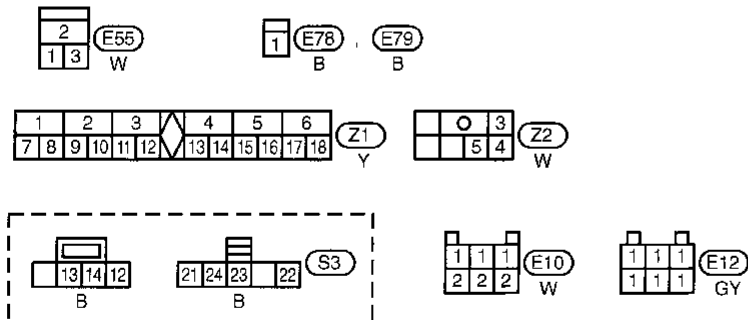 2 E55
1 3
W
1 E78 , E79
B B
1 2 3 4 5 6 Z1
7 8 9 10 11 12 13 14 15 16 17 18
Y
3 Z2
5 4
W
13 14 12
B
21 24 23 22 S3
B
1 1 1 E10
2 2 2
W
1 1 1 E12
1 1 1
GY